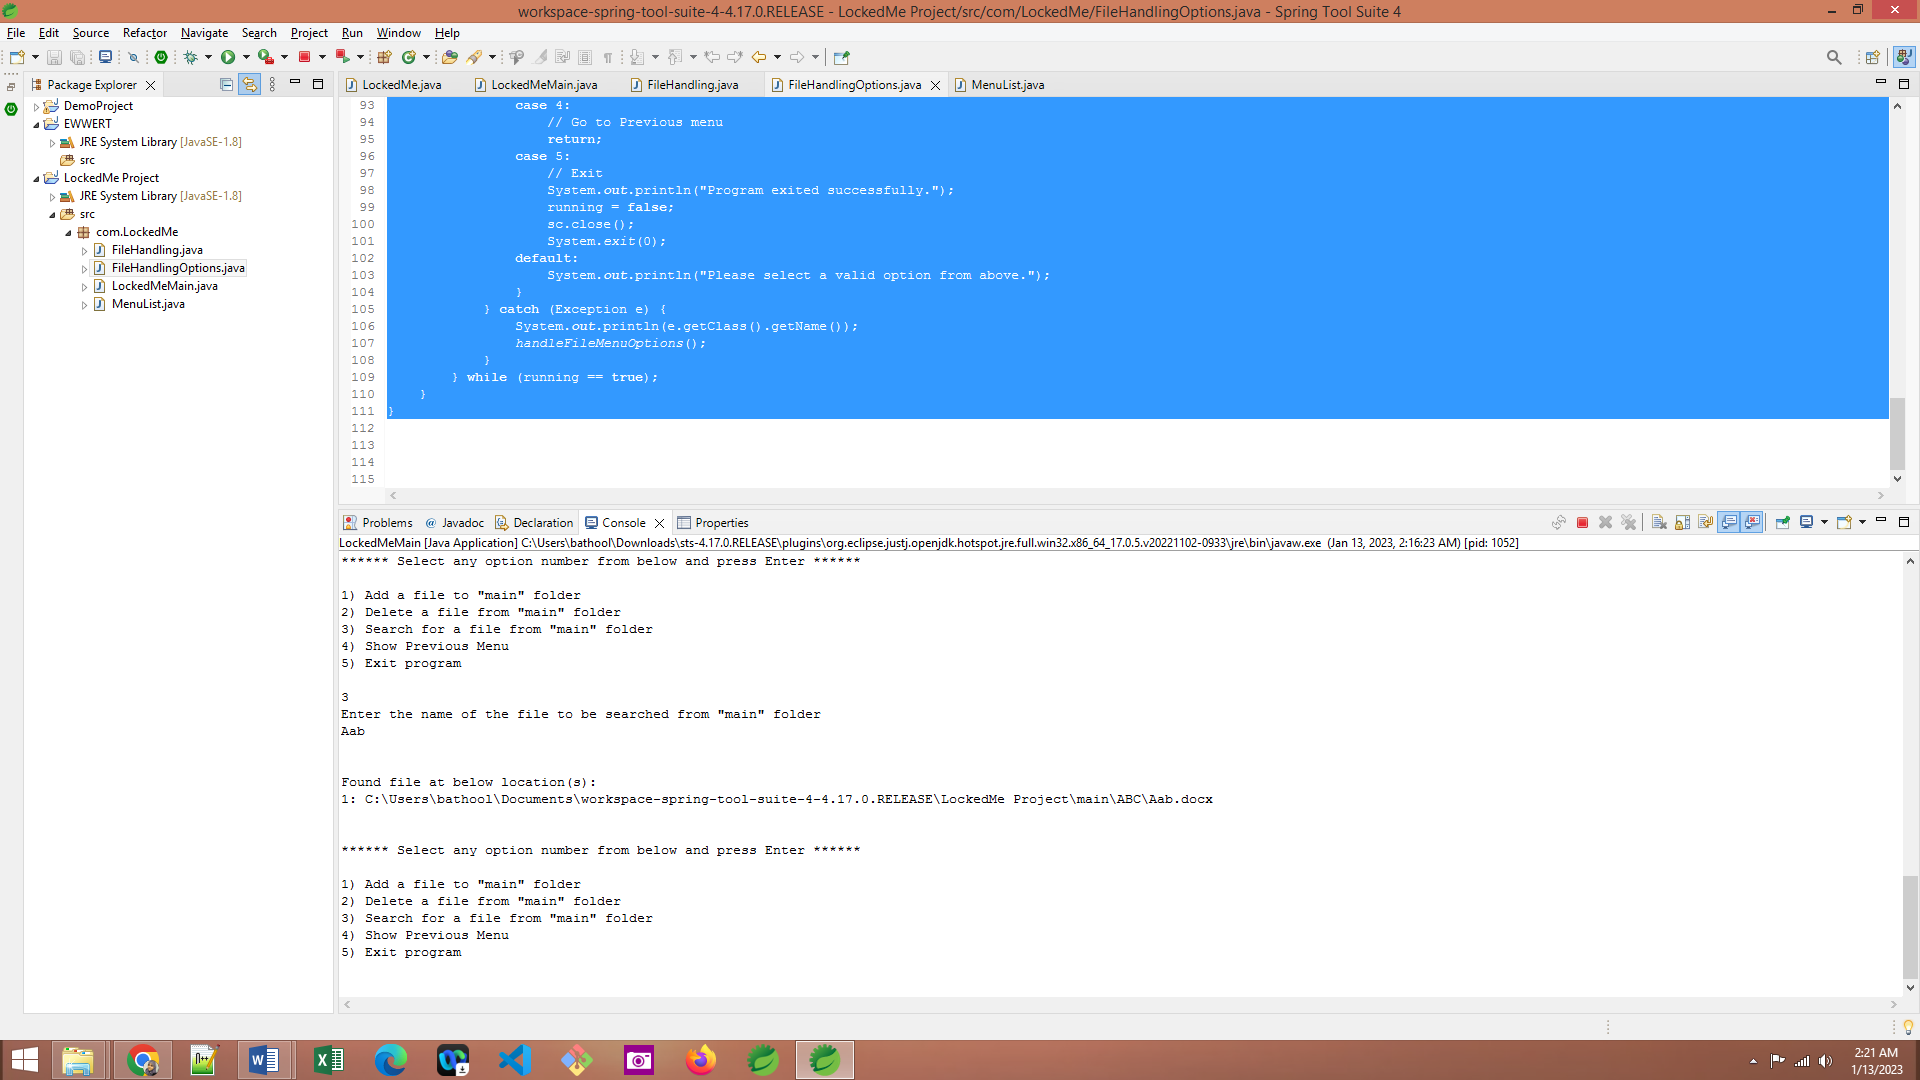 workspace-spring-tool-suite-4-4.17.0.RELEASE - LockedMe Project/src/com/LockedMe/FileHandlingOptions.java - Spring Tool Suite 4
File Edit Source Refactor Navigate Search Project Run Window Help
Package Explorer
DemoProject
EWWERT
JRE System Library [JavaSE-1.8]
src
LockedMe Project
JRE System Library [JavaSE-1.8]
src
com.LockedMe
FileHandling.java
FileHandlingOptions.java
LockedMeMain.java
MenuList.java
LockedMe.java LockedMeMain.java FileHandling.java FileHandlingOptions.java MenuList.java
93 case 4:
94 // Go to Previous menu
95 return;
96 case 5:
97 // Exit
98 System.out.println("Program exited successfully.");
99 running = false;
100 sc.close();
101 System.exit(0);
102 default:
103 System.out.println("Please select a valid option from above.");
104 }
105 } catch (Exception e) {
106 System.out.println(e.getClass().getName());
107 handleFileMenuOptions();
108 }
109 } while (running == true);
110 }
111 }
112
113
114
115
Problems @ Javadoc Declaration Console Properties
LockedMeMain [Java Application] C:\Users\bathool\Downloads\sts-4.17.0.RELEASE\plugins\org.eclipse.justj.openjdk.hotspot.jre.full.win32.x86_64_17.0.5.v20221102-0933\jre\bin\javaw.exe (Jan 13, 2023, 2:16:23 AM) [pid: 1052]
****** Select any option number from below and press Enter ******
1) Add a file to "main" folder
2) Delete a file from "main" folder
3) Search for a file from "main" folder
4) Show Previous Menu
5) Exit program
3
Enter the name of the file to be searched from "main" folder
Aab
Found file at below location(s):
1: C:\Users\bathool\Documents\workspace-spring-tool-suite-4-4.17.0.RELEASE\LockedMe Project\main\ABC\Aab.docx
****** Select any option number from below and press Enter ******
1) Add a file to "main" folder
2) Delete a file from "main" folder
3) Search for a file from "main" folder
4) Show Previous Menu
5) Exit program
2:21 AM
1/13/2023